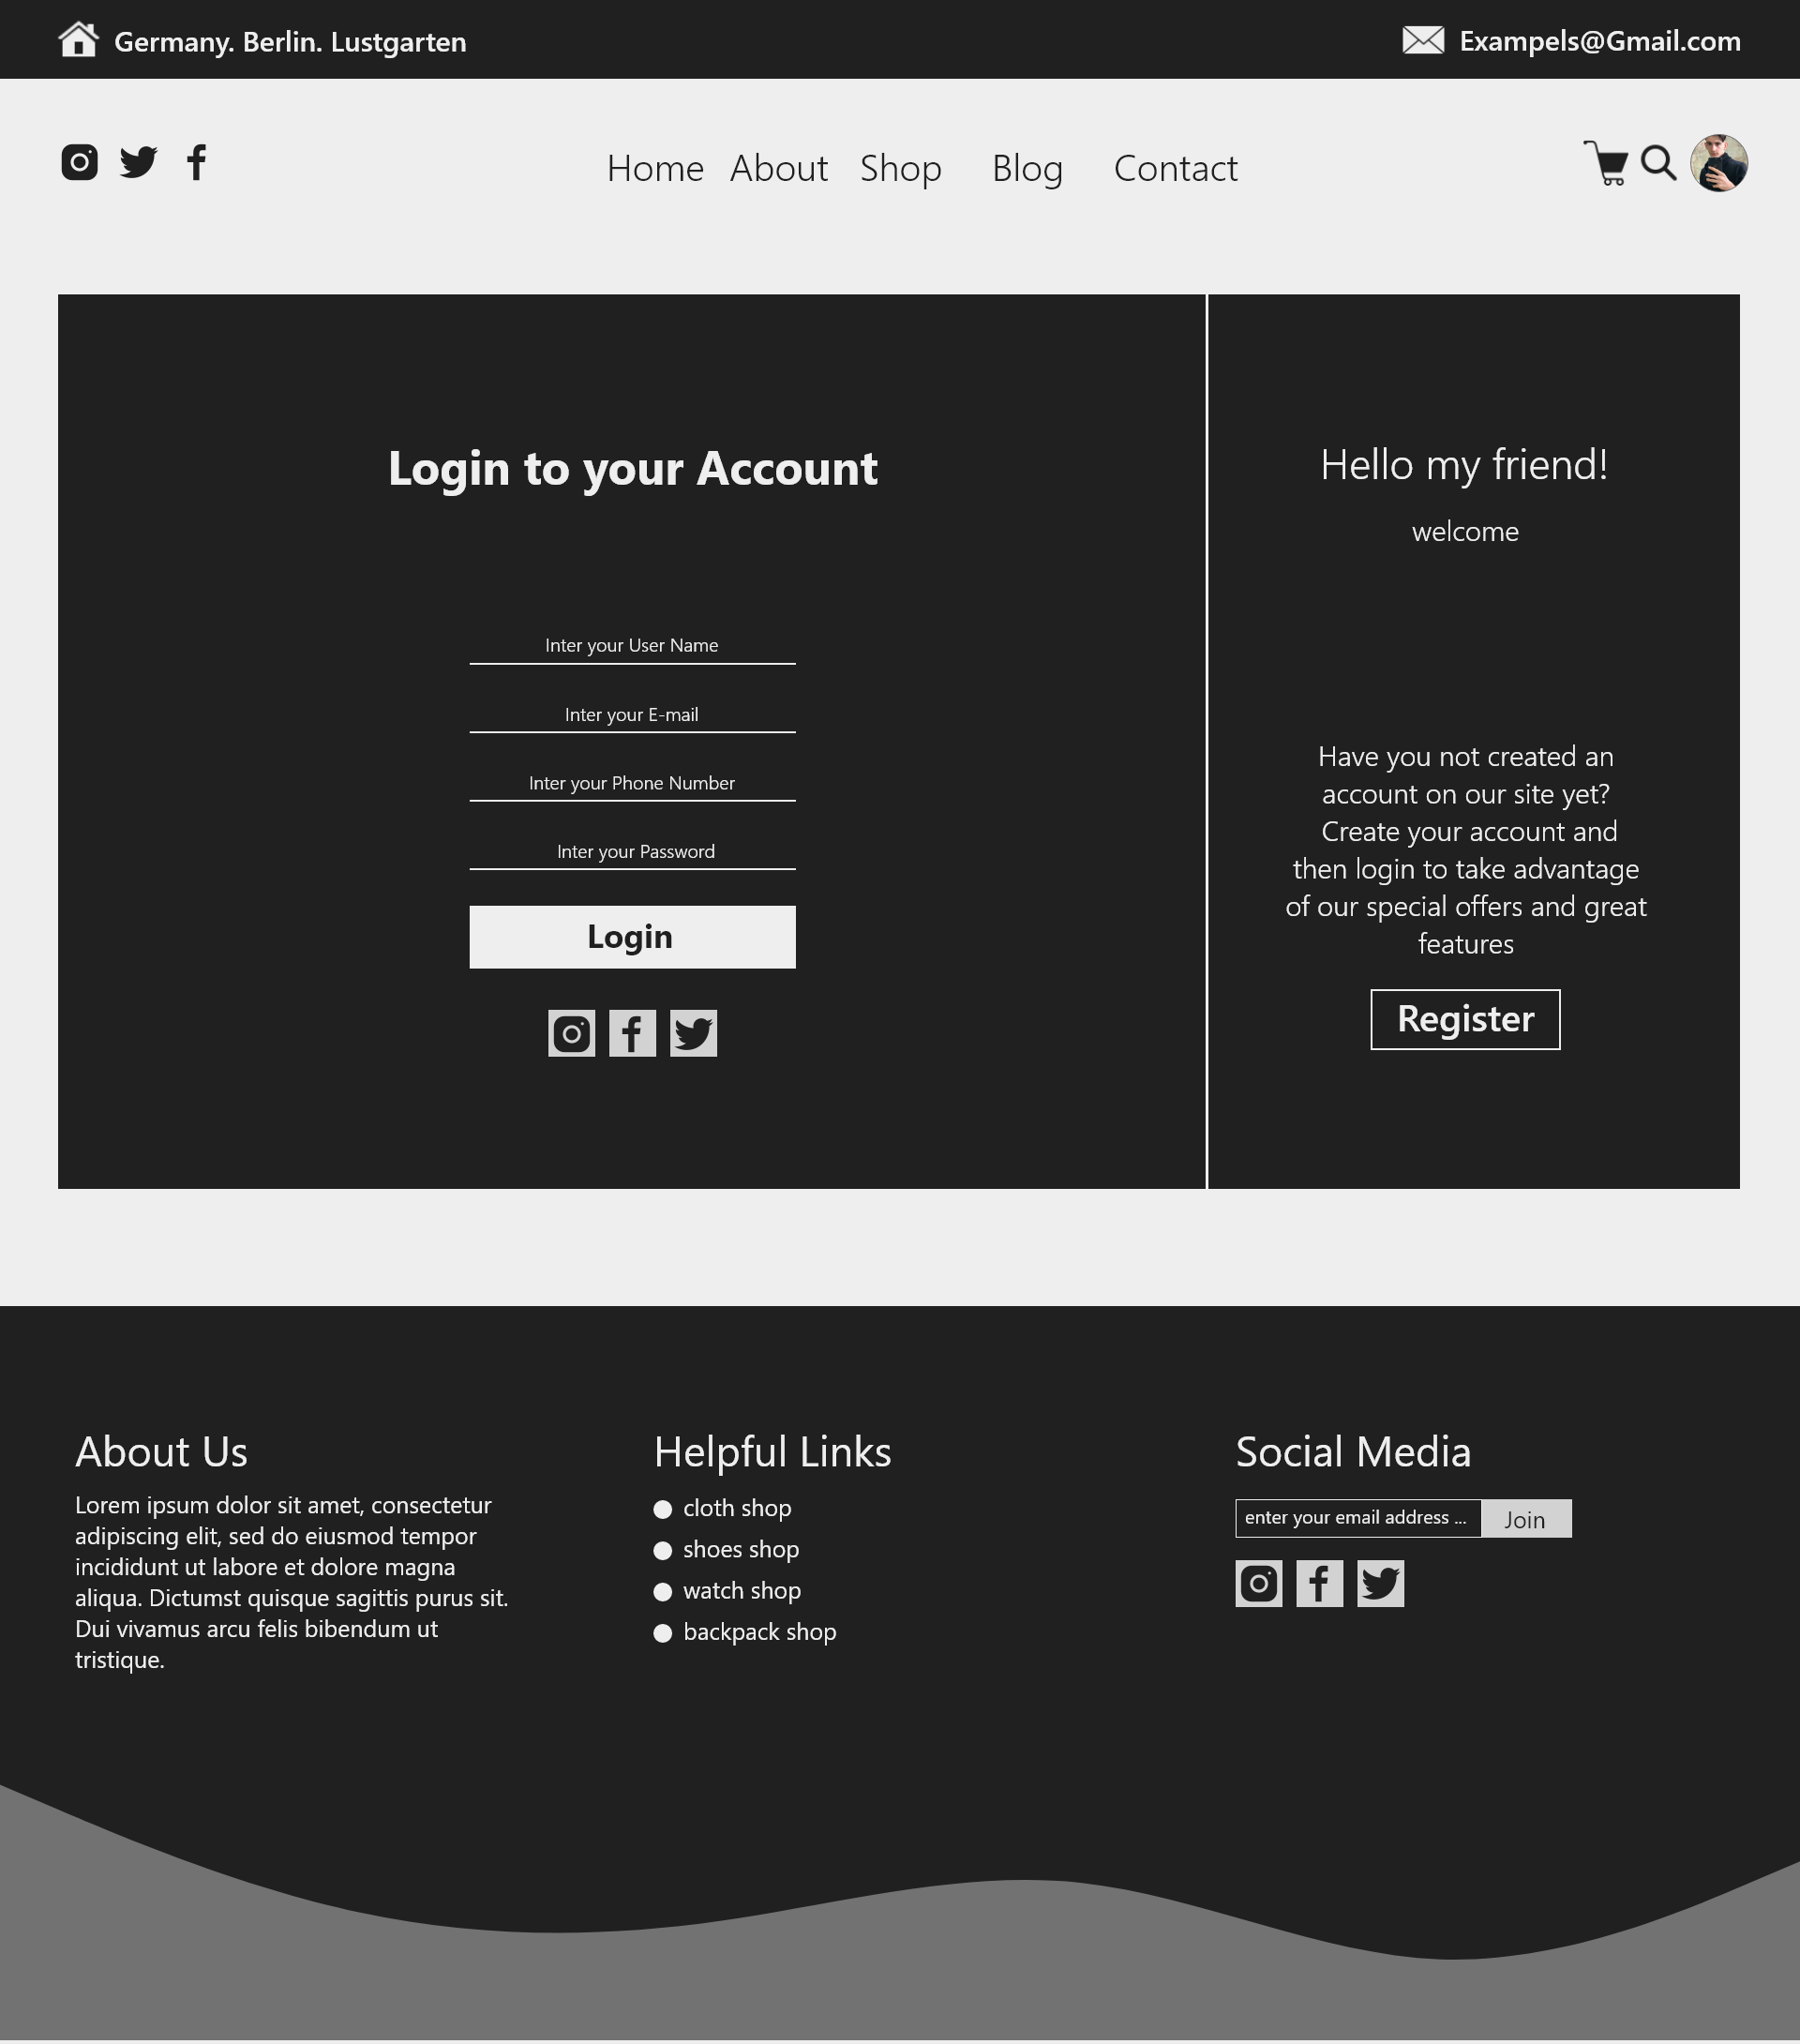 Germany. Berlin. Lustgarten
Exampels@Gmail.com
Home About Shop Blog Contact
Login to your Account
Inter your User Name
Inter your E-mail
Inter your Phone Number
Inter your Password
Login
Hello my friend!
welcome
Have you not created an
account on our site yet?
Create your account and
then login to take advantage
of our special offers and great
features
Register
About Us
Lorem ipsum dolor sit amet, consectetur
adipiscing elit, sed do eiusmod tempor
incididunt ut labore et dolore magna
aliqua. Dictumst quisque sagittis purus sit.
Dui vivamus arcu felis bibendum ut
tristique.
Helpful Links
cloth shop
shoes shop
watch shop
backpack shop
Social Media
enter your email address ...
Join